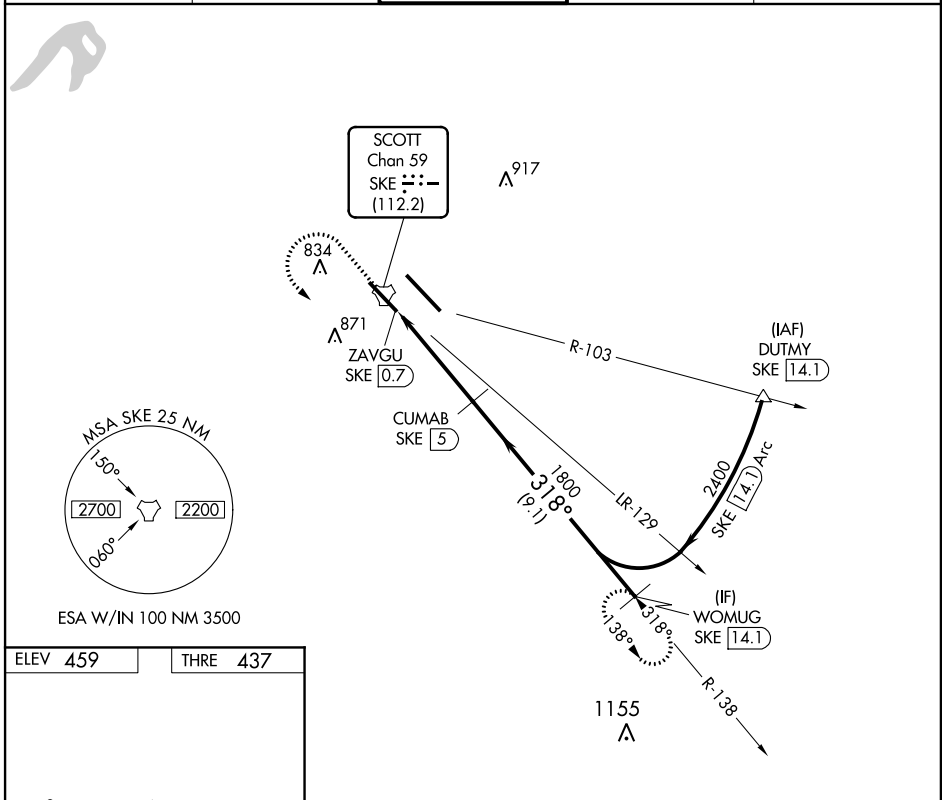 SCOTT
Chan 59
SKE
(112.2)
917
834
871
ZAVGU
SKE 0.7
R-103
(IAF)
DUTMY
SKE 14.1
CUMAB
SKE 5
1800
318°
(9.1)
LR-129
2400
SKE 14.1 Arc
MSA SKE 25 NM
150°
2700
2200
060°
ESA W/IN 100 NM 3500
(IF)
WOMUG
SKE 14.1
318°
138°
R-138
1155
ELEV 459
THRE 437